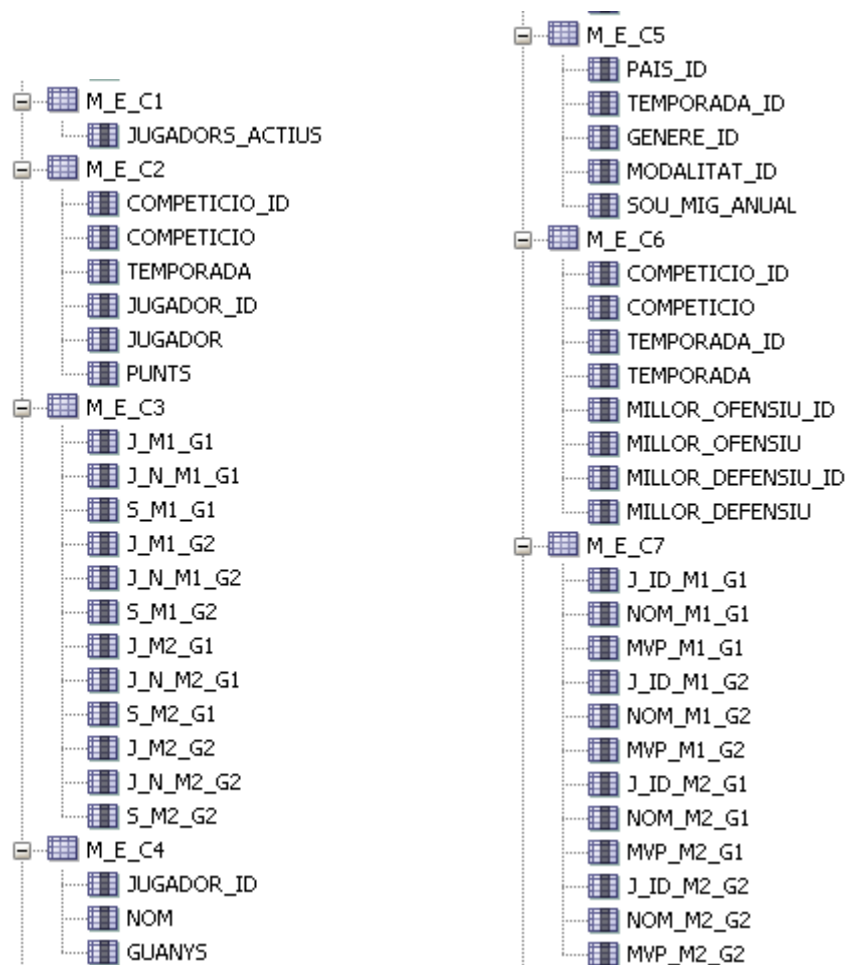 M_E_C1
JUGADORS_ACTIUS
M_E_C2
COMPETICIO_ID
COMPETICIO
TEMPORADA
JUGADOR_ID
JUGADOR
PUNTS
M_E_C3
J_M1_G1
J_N_M1_G1
S_M1_G1
J_M1_G2
J_N_M1_G2
S_M1_G2
J_M2_G1
J_N_M2_G1
S_M2_G1
J_M2_G2
J_N_M2_G2
S_M2_G2
M_E_C4
JUGADOR_ID
NOM
GUANYS
M_E_C5
PAIS_ID
TEMPORADA_ID
GENERE_ID
MODALITAT_ID
SOU_MIG_ANUAL
M_E_C6
COMPETICIO_ID
COMPETICIO
TEMPORADA_ID
TEMPORADA
MILLOR_OFENSIU_ID
MILLOR_OFENSIU
MILLOR_DEFENSIU_ID
MILLOR_DEFENSIU
M_E_C7
J_ID_M1_G1
NOM_M1_G1
MVP_M1_G1
J_ID_M1_G2
NOM_M1_G2
MVP_M1_G2
J_ID_M2_G1
NOM_M2_G1
MVP_M2_G1
J_ID_M2_G2
NOM_M2_G2
MVP_M2_G2